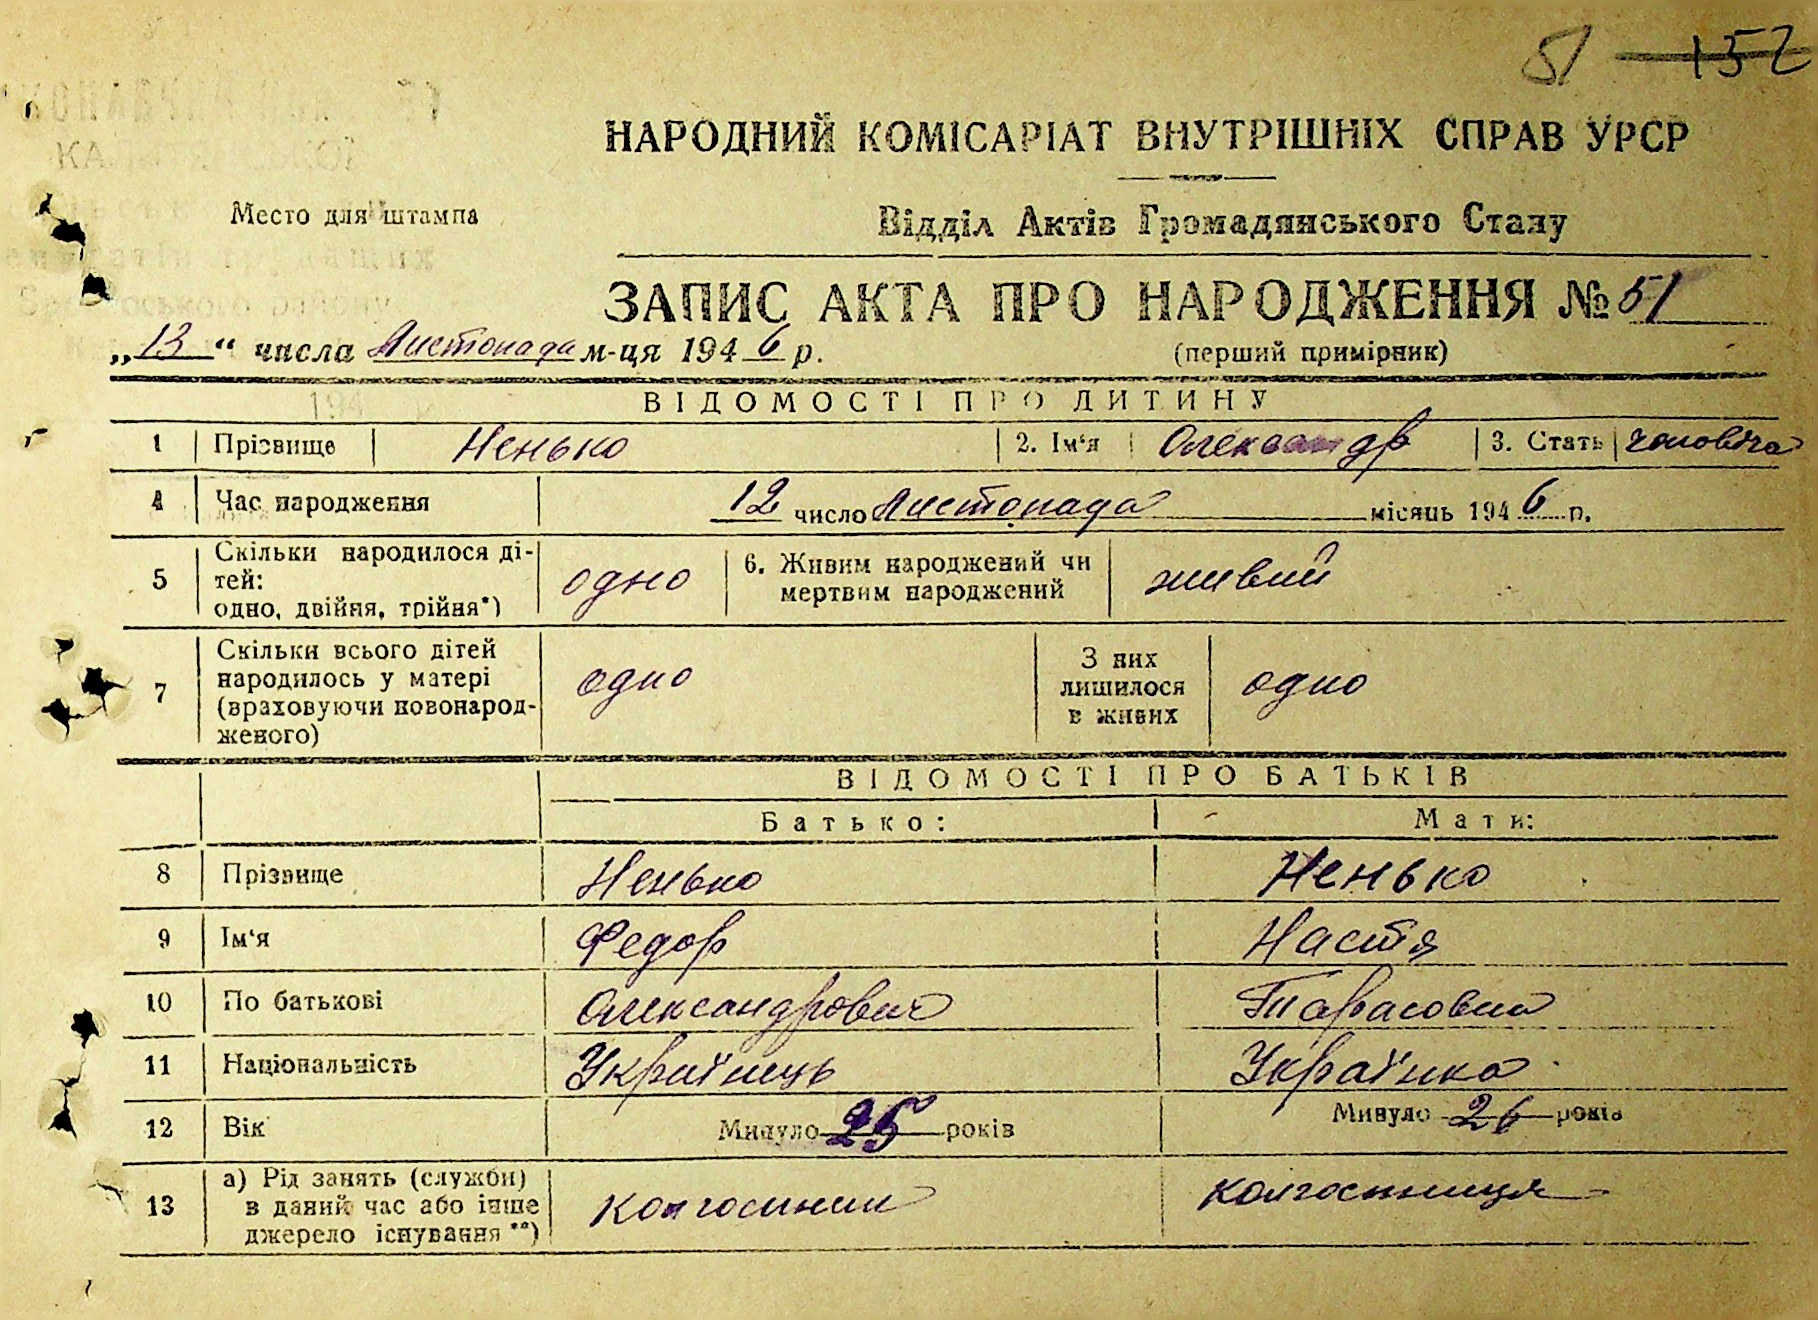 51 152
НАРОДНИЙ КОМІСАРІАТ ВНУТРІШНІХ СПРАВ УРСР
Место для штампа
Відділ Актів Громадянського Стану
ЗАПИС АКТА ПРО НАРОДЖЕННЯ № 51
„13“ числа Листопада м-ця 1946 р.
(перший примірник)
ВІДОМОСТІ ПРО ДИТИНУ
1 Прізвище Ненько 2. Ім‘я Олександр 3. Стать чоловіча
4 Час народження 12 число Листопада місяць 1946 р.
5 Скільки народилося ді-
тей:
одно, двійня, трійня*) одно 6. Живим народжений чи
мертвим народжений живий
7 Скільки всього дітей
народилось у матері
(враховуючи новонарод-
женого) одно З них
лишилося
в живих одно
ВІДОМОСТІ ПРО БАТЬКІВ
Батько: Мати:
8 Прізвище Ненько Ненько
9 Ім‘я Федор Настя
10 По батькові Олександрович Тарасовна
11 Національність Українець Українка
12 Вік Минуло 25 років Минуло 26 років
13 а) Рід занять (служби)
в даний час або інше
джерело існування **) колгоспник колгоспниця